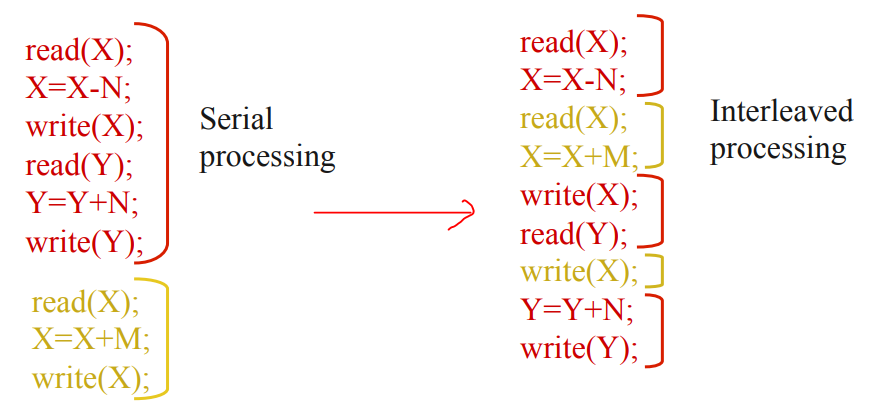 read(X);
X=X-N;
write(X);
read(Y);
Y=Y+N;
write(Y);
read(X);
X=X+M;
write(X);
Serial
processing
read(X);
X=X-N;
read(X);
X=X+M;
write(X);
read(Y);
write(X);
Y=Y+N;
write(Y);
Interleaved
processing